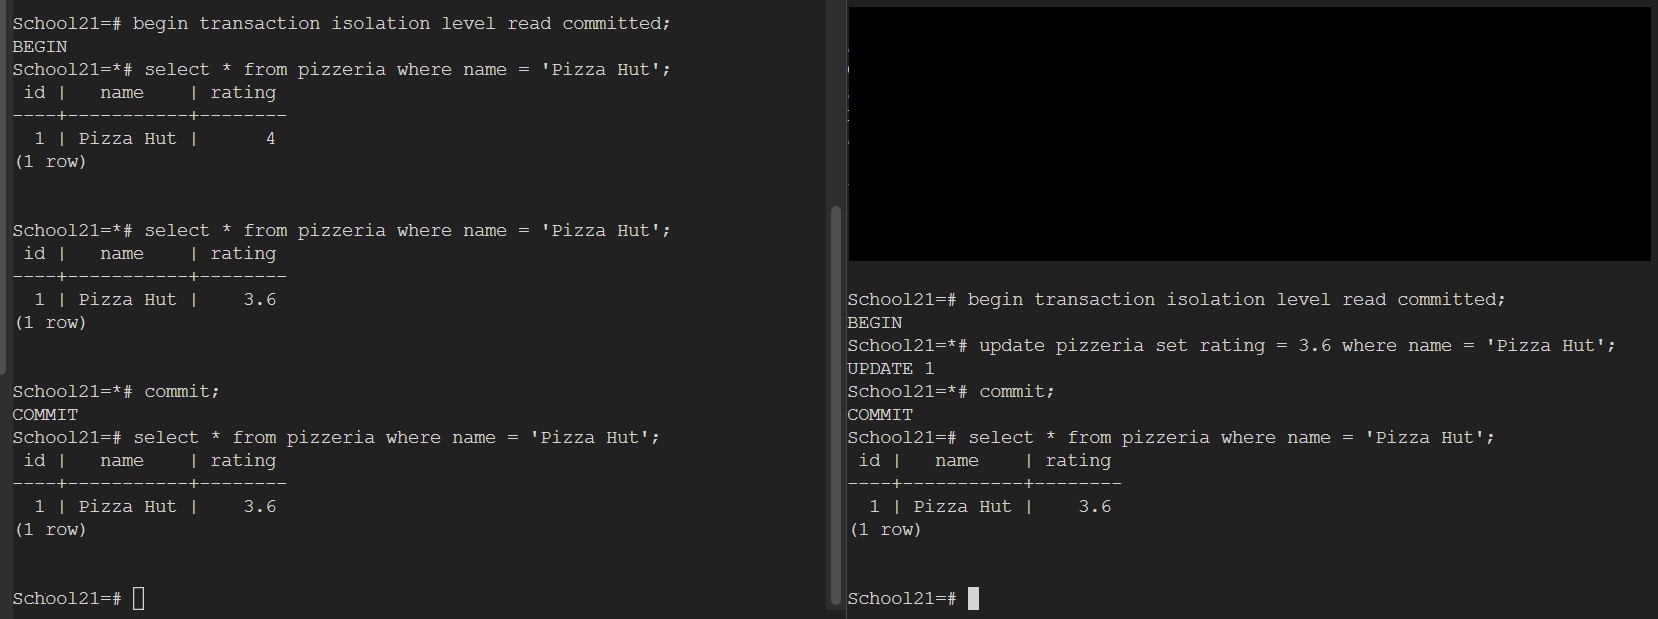 School21=# begin transaction isolation level read committed;
BEGIN
School21=*# select * from pizzeria where name = 'Pizza Hut';
 id |   name    | rating
----+-----------+--------
  1 | Pizza Hut |      4
(1 row)
School21=*# select * from pizzeria where name = 'Pizza Hut';
 id |   name    | rating
----+-----------+--------
  1 | Pizza Hut |    3.6
(1 row)
School21=*# commit;
COMMIT
School21=# select * from pizzeria where name = 'Pizza Hut';
 id |   name    | rating
----+-----------+--------
  1 | Pizza Hut |    3.6
(1 row)
School21=#
School21=# begin transaction isolation level read committed;
BEGIN
School21=*# update pizzeria set rating = 3.6 where name = 'Pizza Hut';
UPDATE 1
School21=*# commit;
COMMIT
School21=# select * from pizzeria where name = 'Pizza Hut';
 id |   name    | rating
----+-----------+--------
  1 | Pizza Hut |    3.6
(1 row)
School21=#